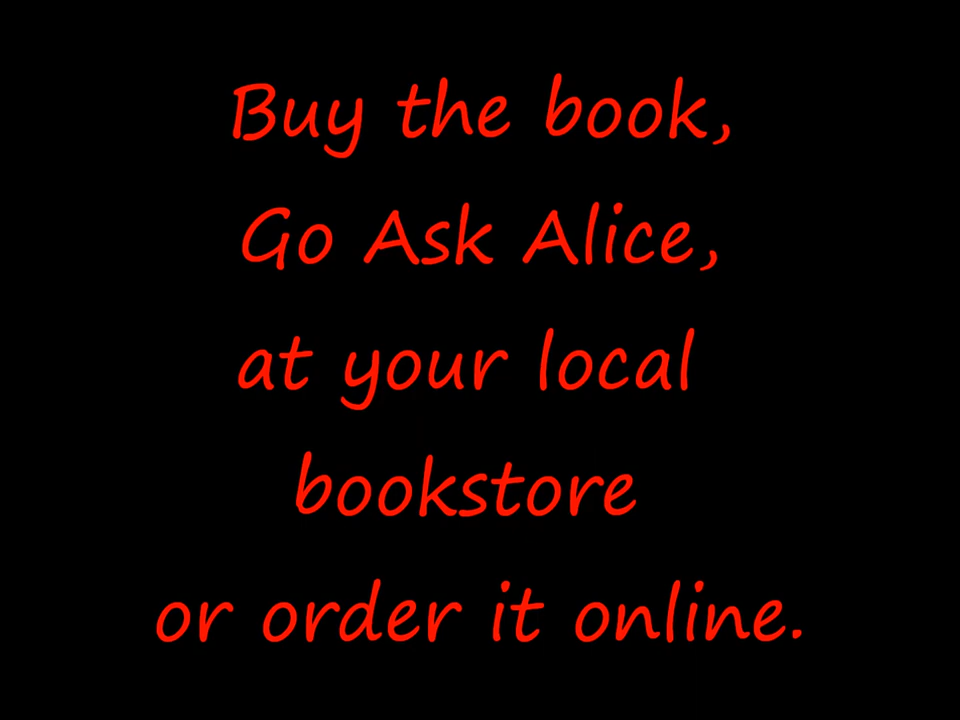 Buy the book,
Go Ask Alice,
at your local
bookstore
or order it online.